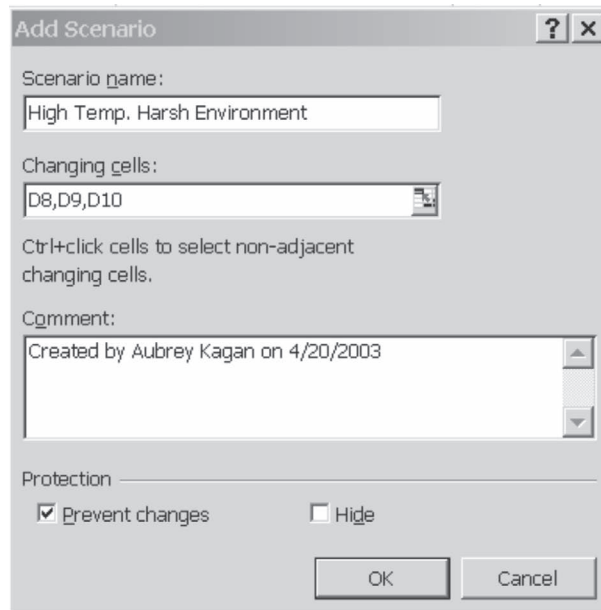 Add Scenario
Scenario name:
High Temp. Harsh Environment
Changing cells:
D8,D9,D10
Ctrl+click cells to select non-adjacent
changing cells.
Comment:
Created by Aubrey Kagan on 4/20/2003
Protection
Prevent changes Hide
OK Cancel